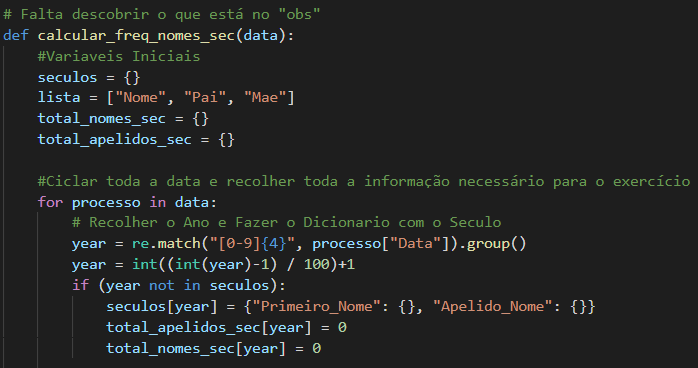 # Falta descobrir o que está no "obs"
def calcular_freq_nomes_sec(data):
    #Variaveis Iniciais
    seculos = {}
    lista = ["Nome", "Pai", "Mae"]
    total_nomes_sec = {}
    total_apelidos_sec = {}

    #Ciclar toda a data e recolher toda a informação necessário para o exercício
    for processo in data:
        # Recolher o Ano e Fazer o Dicionario com o Seculo
        year = re.match("[0-9]{4}", processo["Data"]).group()
        year = int((int(year)-1) / 100)+1
        if (year not in seculos):
            seculos[year] = {"Primeiro_Nome": {}, "Apelido_Nome": {}}
            total_apelidos_sec[year] = 0
            total_nomes_sec[year] = 0